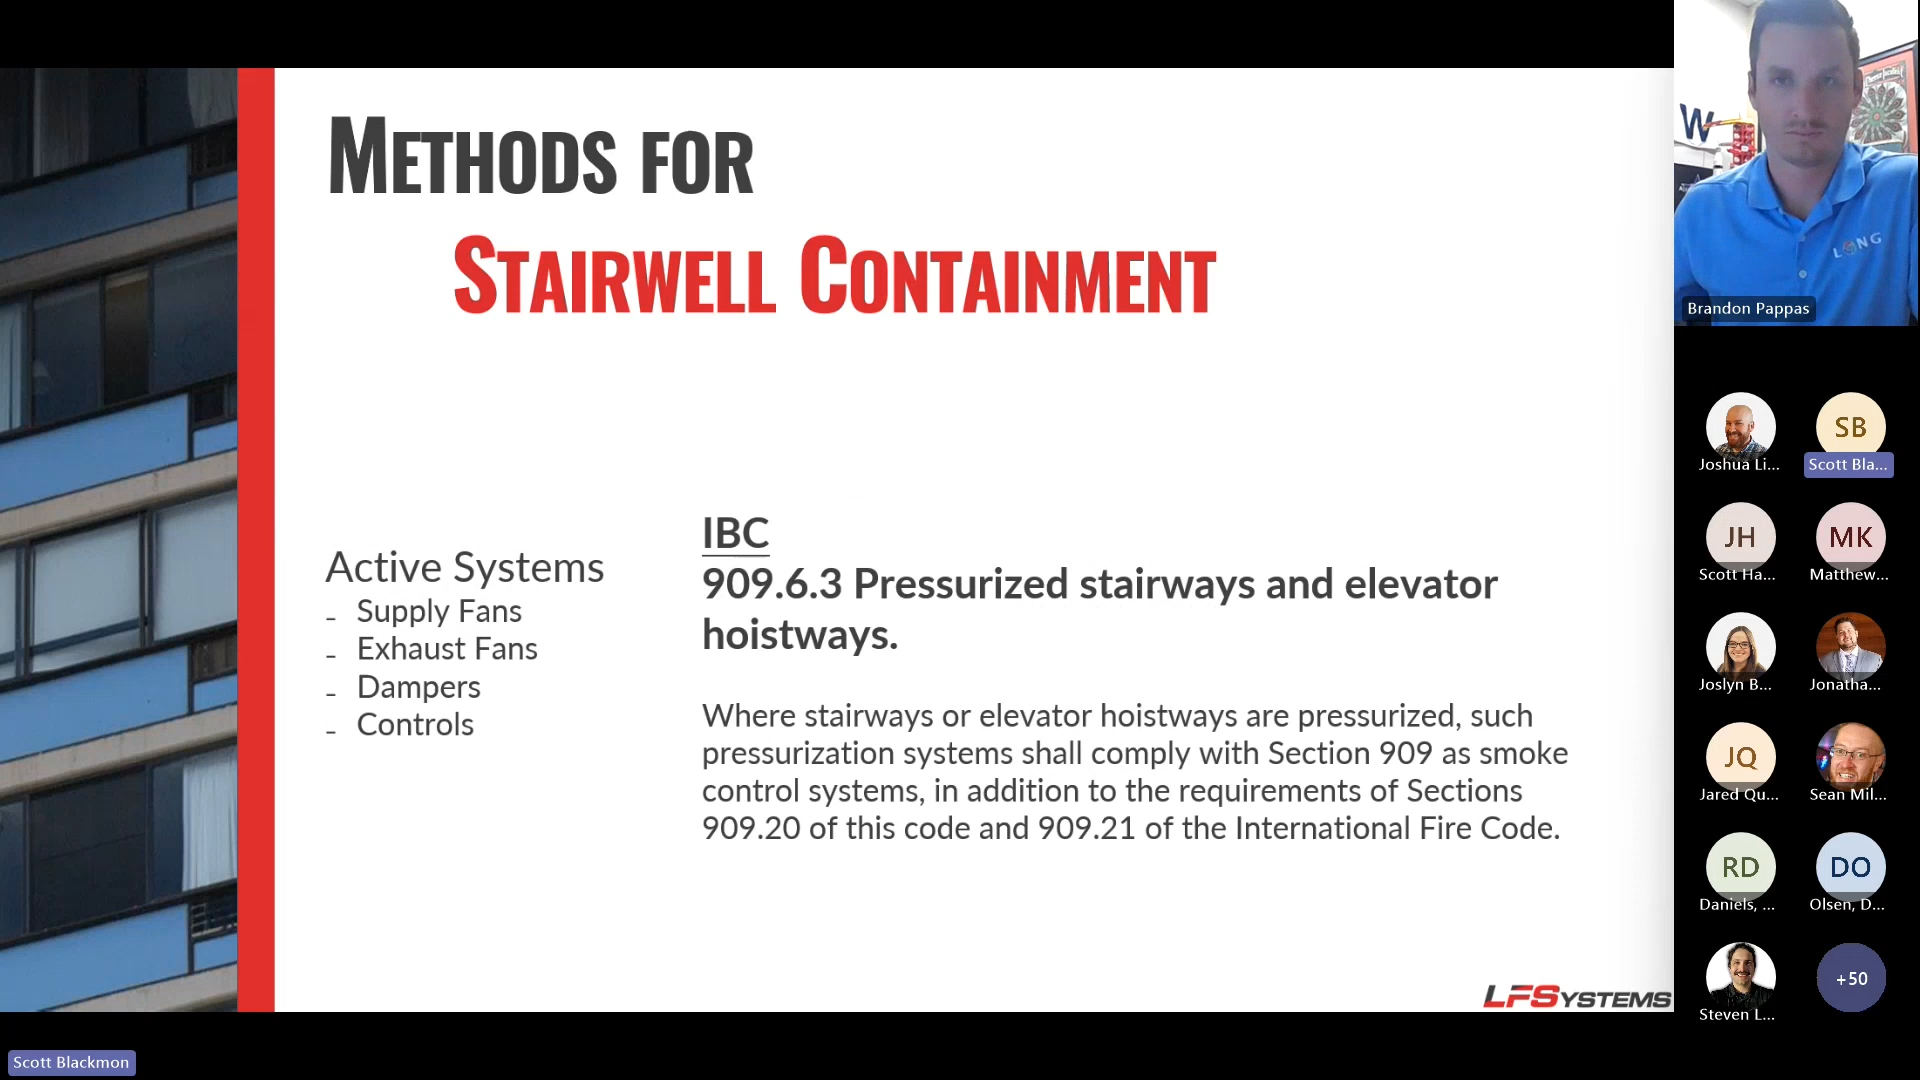 METHODS FOR
STAIRWELL CONTAINMENT
Active Systems
- Supply Fans
- Exhaust Fans
- Dampers
- Controls
IBC
909.6.3 Pressurized stairways and elevator
hoistways.
Where stairways or elevator hoistways are pressurized, such
pressurization systems shall comply with Section 909 as smoke
control systems, in addition to the requirements of Sections
909.20 of this code and 909.21 of the International Fire Code.
LFSYSTEMS
Scott Blackmon
W
LONG
Brandon Pappas
Joshua Li...
SB
Scott Bla...
JH
Scott Ha...
MK
Matthew...
Joslyn B...
Jonatha...
JQ
Jared Qu...
Sean Mil...
RD
Daniels, ...
DO
Olsen, D...
Steven L...
+50